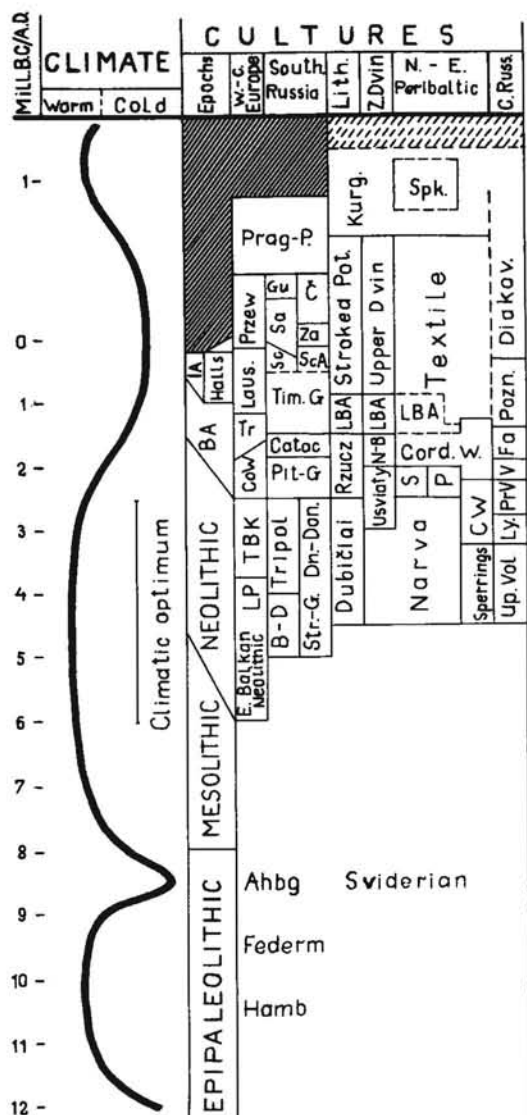 CULTURES
MiLL.B.C/A.D.
CLIMATE
Warm Cold
Epochs
W.-C. Europe
South. Russia
Lith.
Z.Dvin
N.-E. Peribaltic
C.Russ.
1-
Kurg.
Spk.
Prag-P.
Przew
Gu
Č
Sa
Stroked Pot.
Upper Dvin
Textile
Diakov.
0-
Za
Sc
ScA
IA
Halls
Laus.
Tim.G
LBA
LBA
LBA
Pozn.
1-
BA
Tr
Catac
Rzucz
N-B
Cord.W.
Fa
2-
CoW
Pit-G
Usviaty
S
P
V
3-
Climatic optimum
NEOLITHIC
TBK
Tripol
Dn.-Don.
Dubičiai
Narva
CW
PrV
Ly.
4-
LP
B-D
Str.-G.
Sperrings
Up.Vol
5-
E. Balkan Neolithic
6-
7-
MESOLITHIC
8-
Ahbg Sviderian
9-
Federm
10-
EPIPALEOLITHIC
Hamb
11-
12-